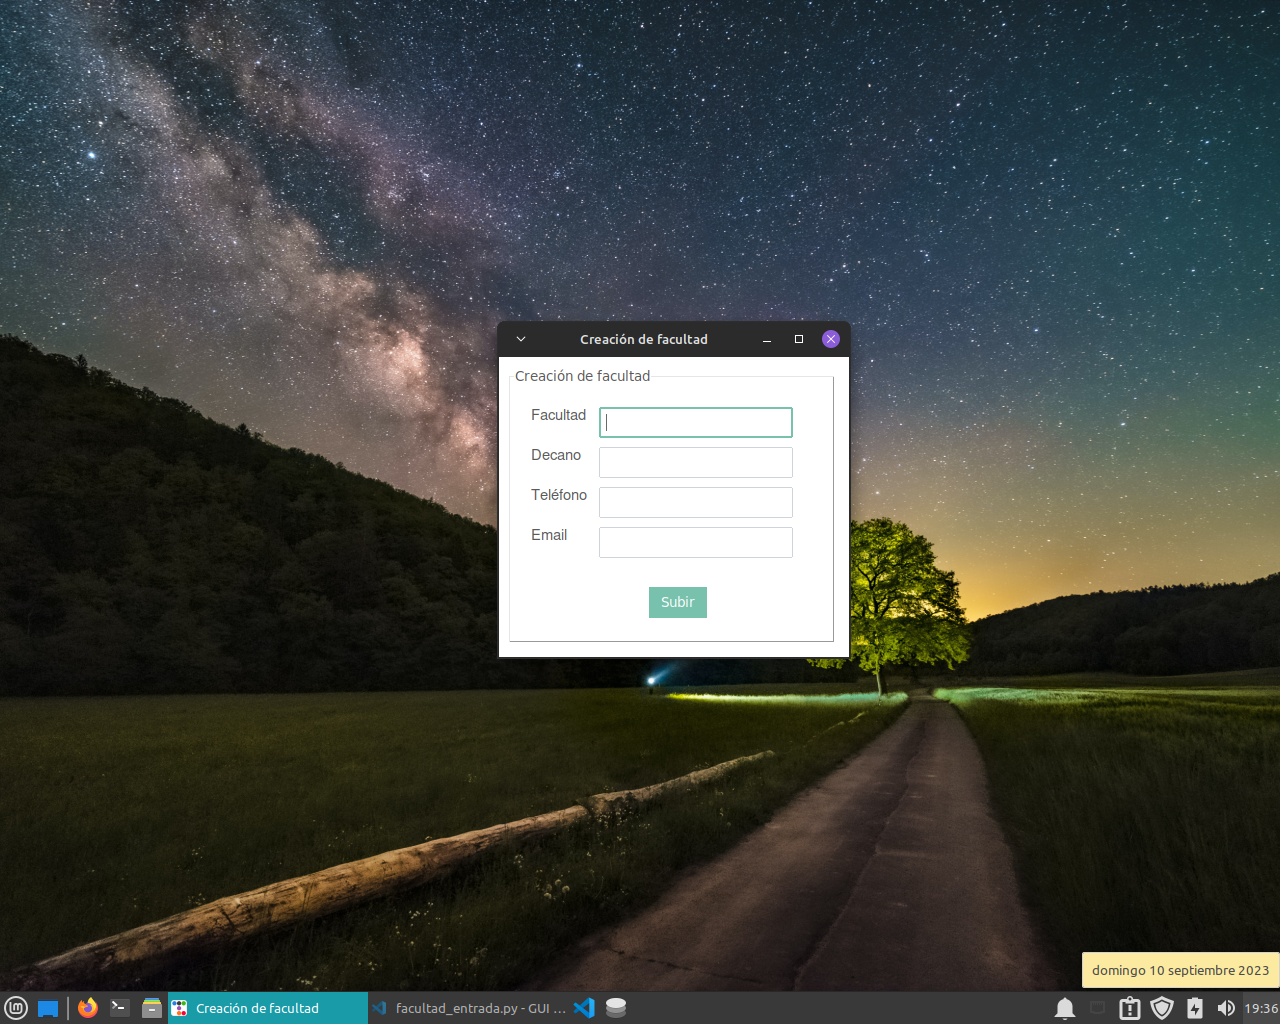 Creación de facultad
Creación de facultad
Facultad
Decano
Teléfono
Email
Subir
domingo 10 septiembre 2023
Creación de facultad
facultad_entrada.py - GUI ...
19:36